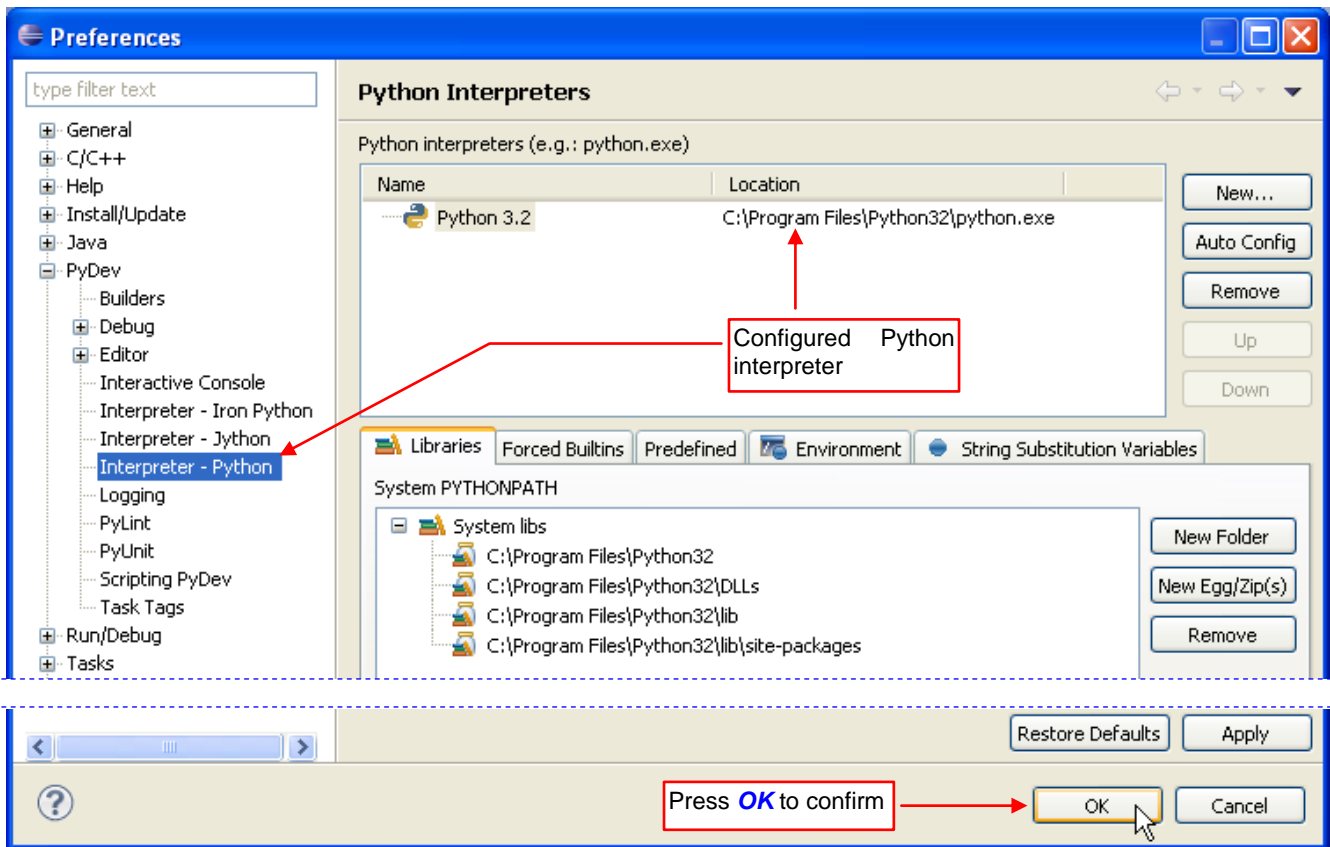 Preferences
type filter text
General
C/C++
Help
Install/Update
Java
PyDev
Builders
Debug
Editor
Interactive Console
Interpreter - Iron Python
Interpreter - Jython
Interpreter - Python
Logging
PyLint
PyUnit
Scripting PyDev
Task Tags
Run/Debug
Tasks
Python Interpreters
Python interpreters (e.g.: python.exe)
Name Location
Python 3.2 C:\Program Files\Python32\python.exe
New...
Auto Config
Remove
Up
Down
Configured Python
interpreter
Libraries Forced Builtins Predefined Environment String Substitution Variables
System PYTHONPATH
System libs
C:\Program Files\Python32
C:\Program Files\Python32\DLLs
C:\Program Files\Python32\lib
C:\Program Files\Python32\lib\site-packages
New Folder
New Egg/Zip(s)
Remove
Restore Defaults Apply
?
Press OK to confirm
OK Cancel